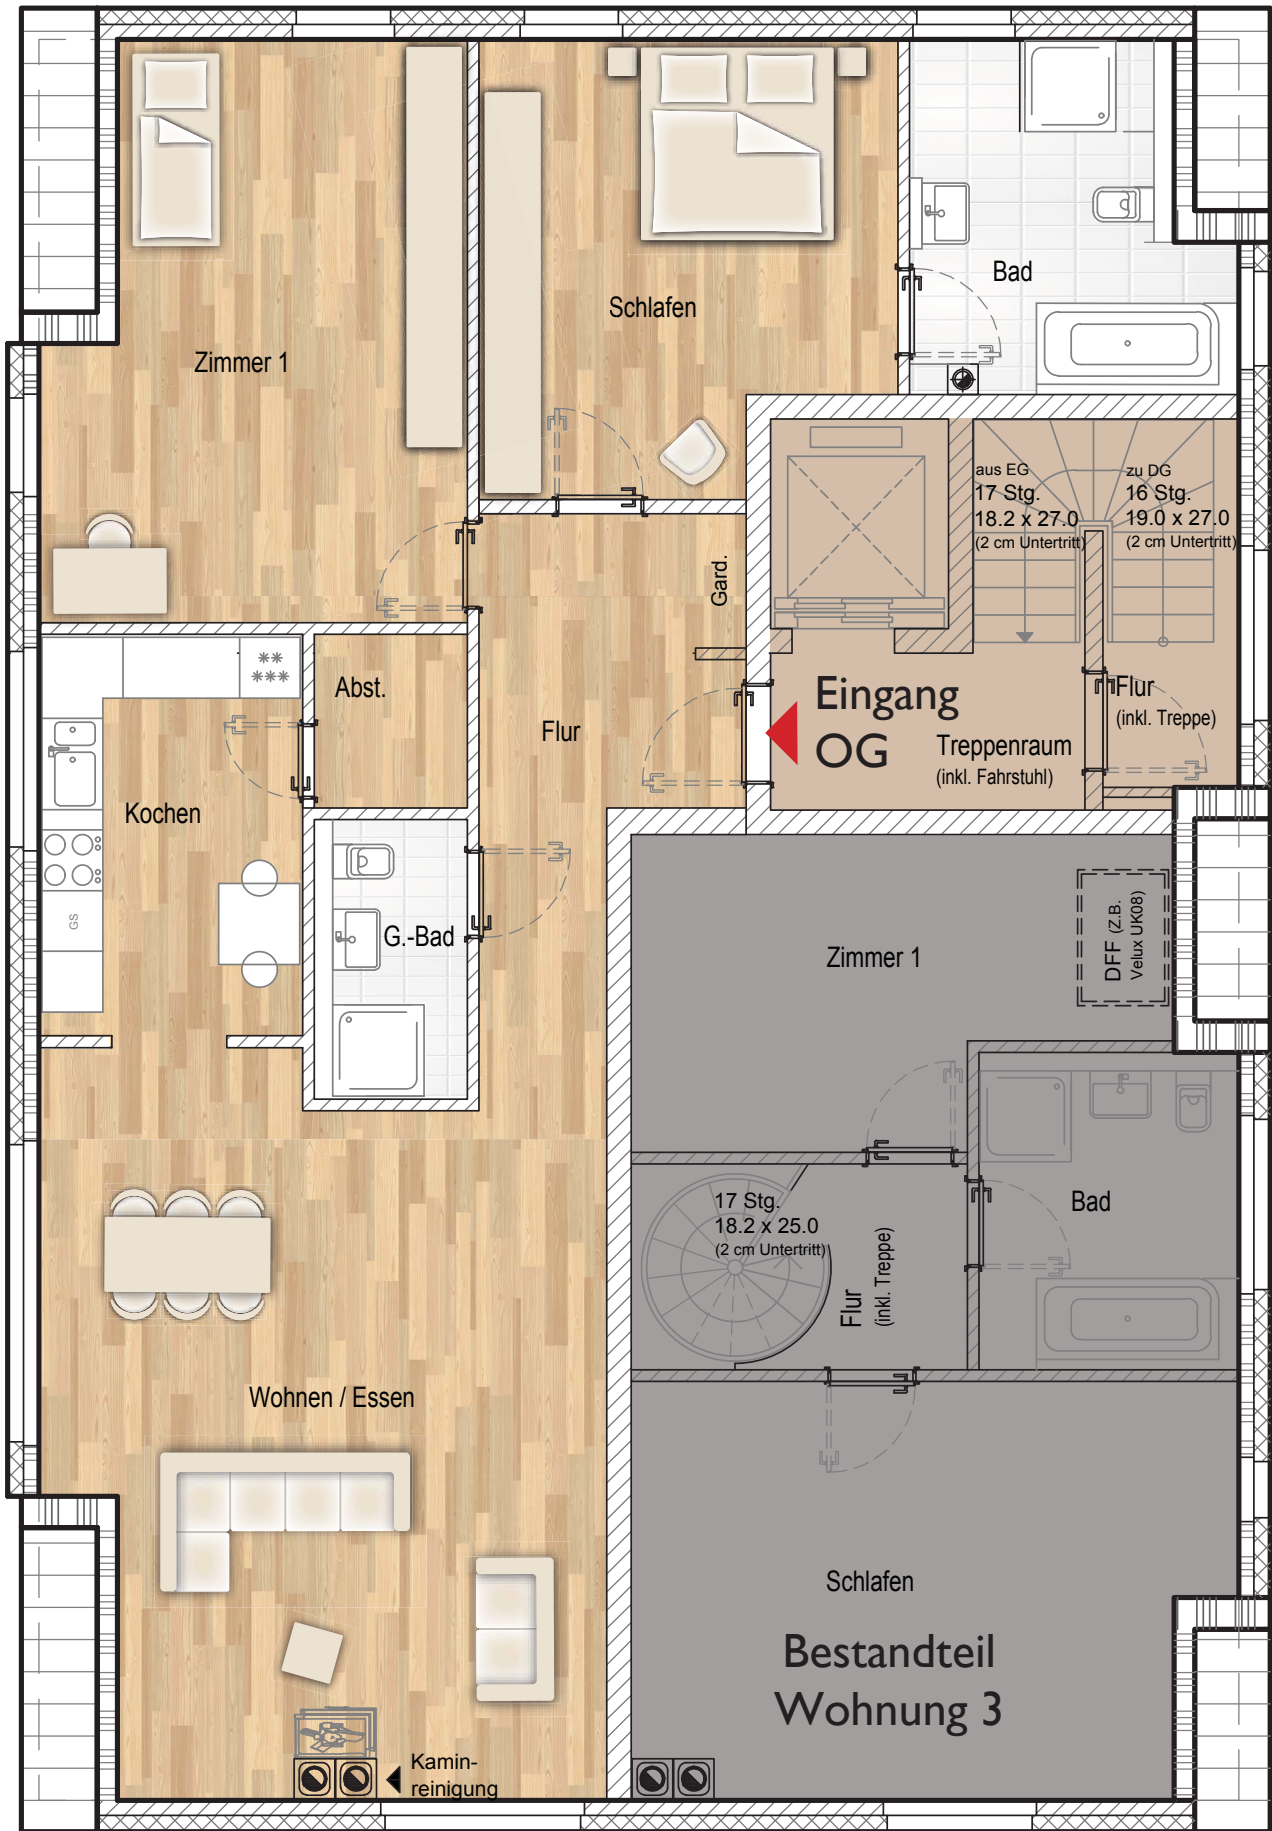 Zimmer 1
Schlafen
Bad
aus EG
17 Stg.
18.2 x 27.0
(2 cm Untertritt)
zu DG
16 Stg.
19.0 x 27.0
(2 cm Untertritt)
Gard.
Abst.
Flur
Eingang
OG
Treppenraum
(inkl. Fahrstuhl)
Flur
(inkl. Treppe)
Kochen
GS
G.-Bad
Zimmer 1
DFF (Z.B.
Velux UK08)
17 Stg.
18.2 x 25.0
(2 cm Untertritt)
Flur
(inkl. Treppe)
Bad
Wohnen / Essen
Schlafen
Bestandteil
Wohnung 3
Kamin-
reinigung